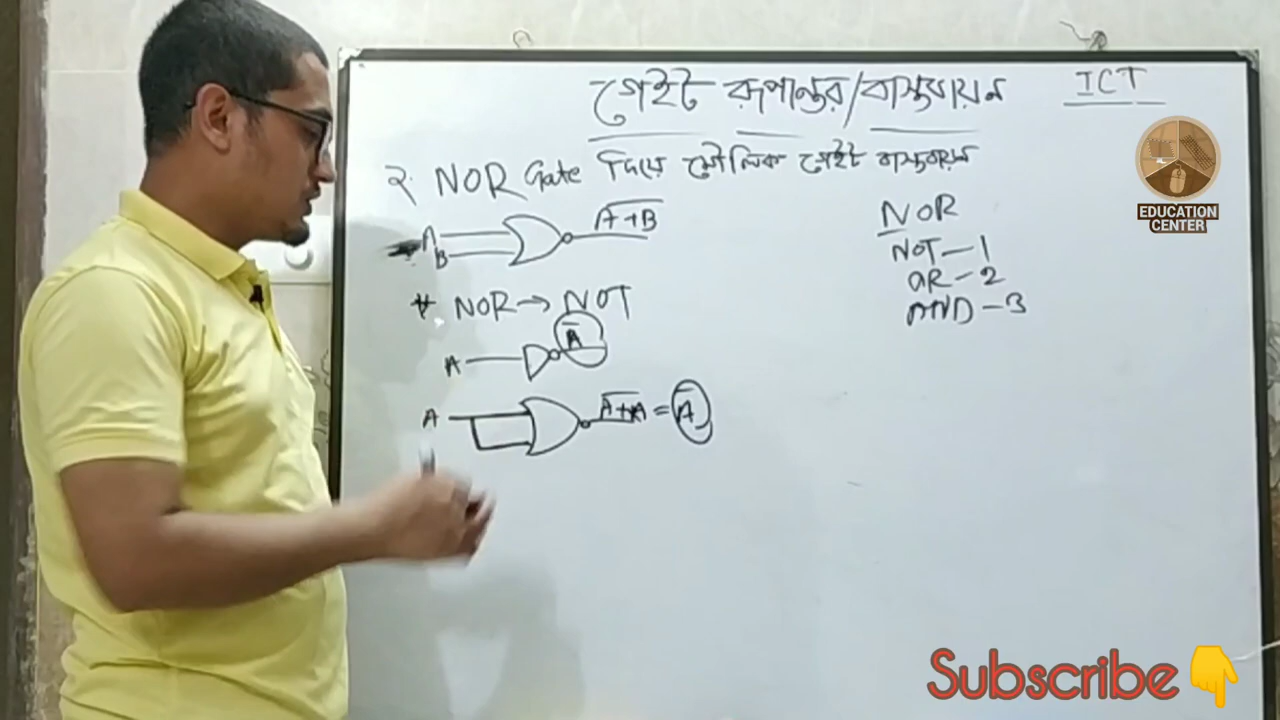 গেইট রূপান্তর/বাস্তবায়ন ICT
২. NOR Gate দিয়ে মৌলিক গেইট বাস্তবায়ন
A
B
A̅+̅B̅
* NOR → NOT
A
A̅
A
A̅+̅A̅ = A̅
NOR
NOT – 1
OR – 2
AND – 3
EDUCATION
CENTER
Subscribe👇